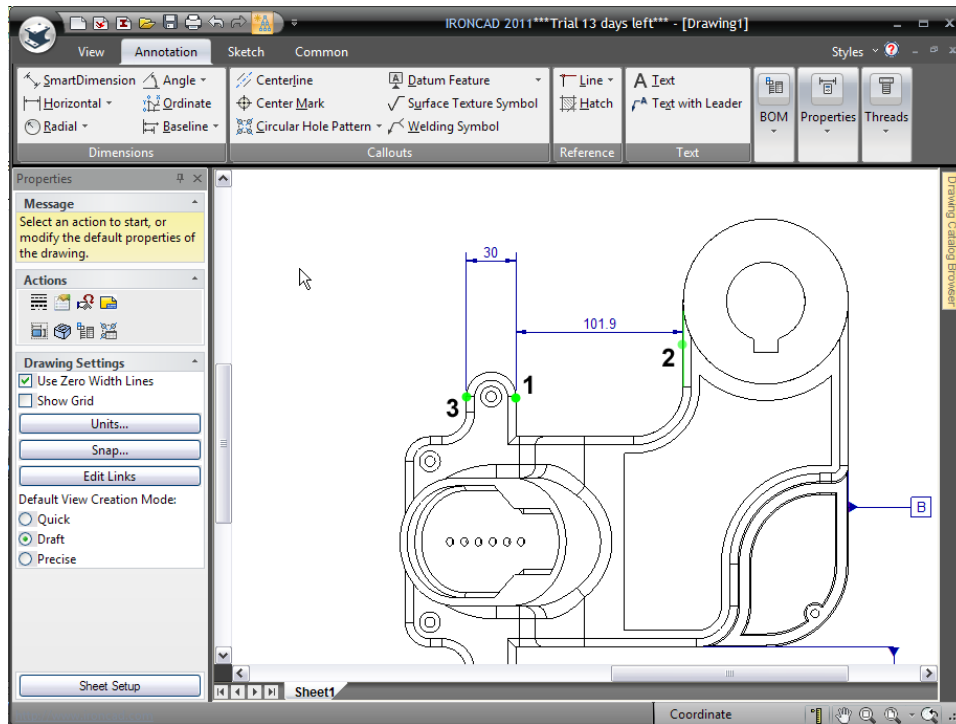 IRONCAD 2011***Trial 13 days left*** - [Drawing1]
View Annotation Sketch Common Styles
SmartDimension Angle
Horizontal Ordinate
Radial Baseline
Dimensions
Centerline Datum Feature
Center Mark Surface Texture Symbol
Circular Hole Pattern Welding Symbol
Callouts
Line
Hatch
Reference
A Text
Text with Leader
Text
BOM
Properties
Threads
Properties
Message
Select an action to start, or
modify the default properties of
the drawing.
Actions
Drawing Settings
Use Zero Width Lines
Show Grid
Units...
Snap...
Edit Links
Default View Creation Mode:
Quick
Draft
Precise
Sheet Setup
30
101.9
2
1
3
B
Drawing Catalog Browser
Sheet1
Coordinate